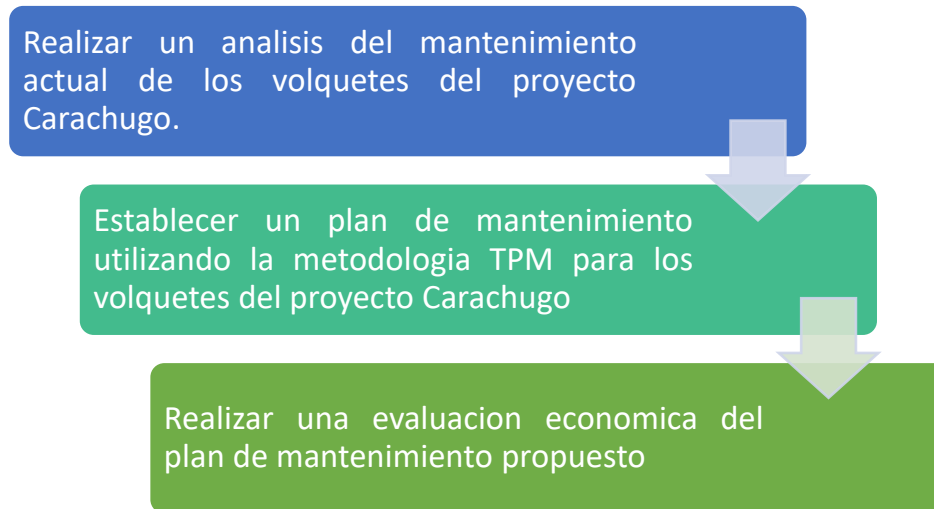 Realizar un analisis del mantenimiento
actual de los volquetes del proyecto
Carachugo.
Establecer un plan de mantenimiento
utilizando la metodologia TPM para los
volquetes del proyecto Carachugo
Realizar una evaluacion economica del
plan de mantenimiento propuesto